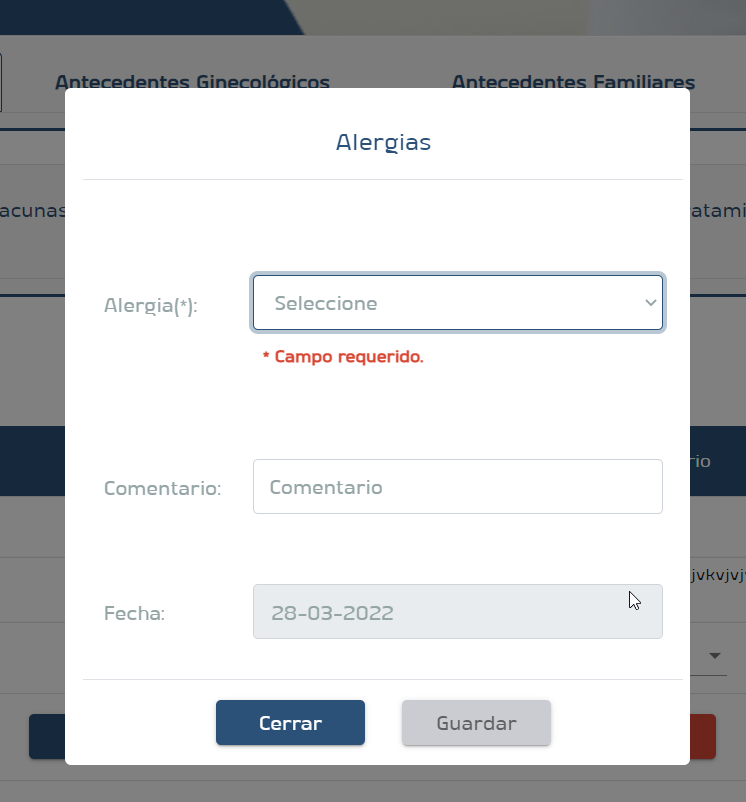 Antecedentes Ginecológicos
Antecedentes Familiares
Alergias
acunas
atami
Alergia(*):
Seleccione
* Campo requerido.
rio
Comentario:
Comentario
jvkvjvj
Fecha:
28-03-2022
Cerrar
Guardar